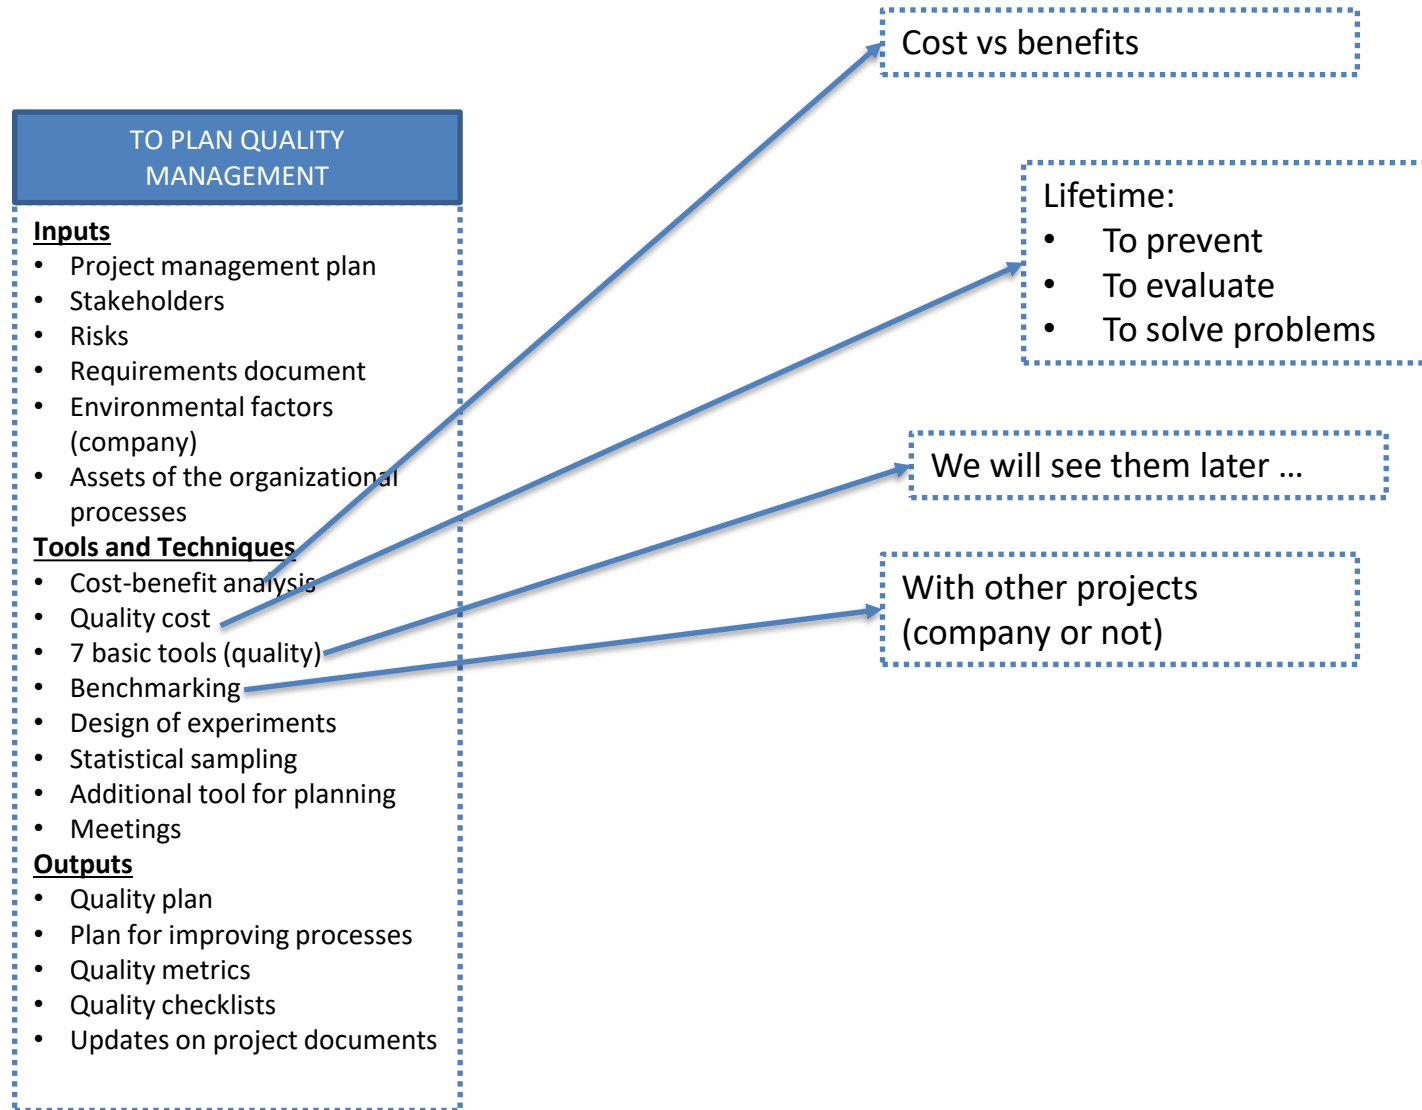 TO PLAN QUALITY
MANAGEMENT
Inputs
• Project management plan
• Stakeholders
• Risks
• Requirements document
• Environmental factors
(company)
• Assets of the organizational
processes
Tools and Techniques
• Cost-benefit analysis
• Quality cost
• 7 basic tools (quality)
• Benchmarking
• Design of experiments
• Statistical sampling
• Additional tool for planning
• Meetings
Outputs
• Quality plan
• Plan for improving processes
• Quality metrics
• Quality checklists
• Updates on project documents
Cost vs benefits
Lifetime:
• To prevent
• To evaluate
• To solve problems
We will see them later …
With other projects
(company or not)